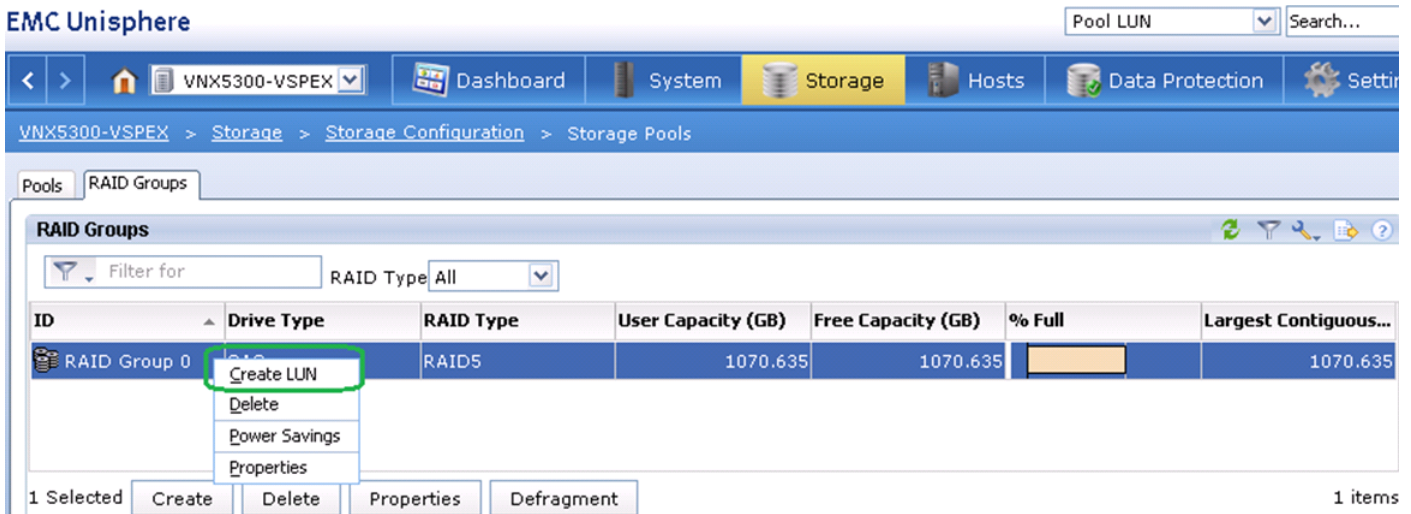 EMC Unisphere
Pool LUN Search...
VNX5300-VSPEX Dashboard System Storage Hosts Data Protection
VNX5300-VSPEX > Storage > Storage Configuration > Storage Pools
Pools RAID Groups
RAID Groups
Filter for RAID Type All
ID Drive Type RAID Type User Capacity (GB) Free Capacity (GB) % Full Largest Contiguous...
RAID Group 0 RAID5 1070.635 1070.635 1070.635
Create LUN
Delete
Power Savings
Properties
1 Selected Create Delete Properties Defragment 1 items